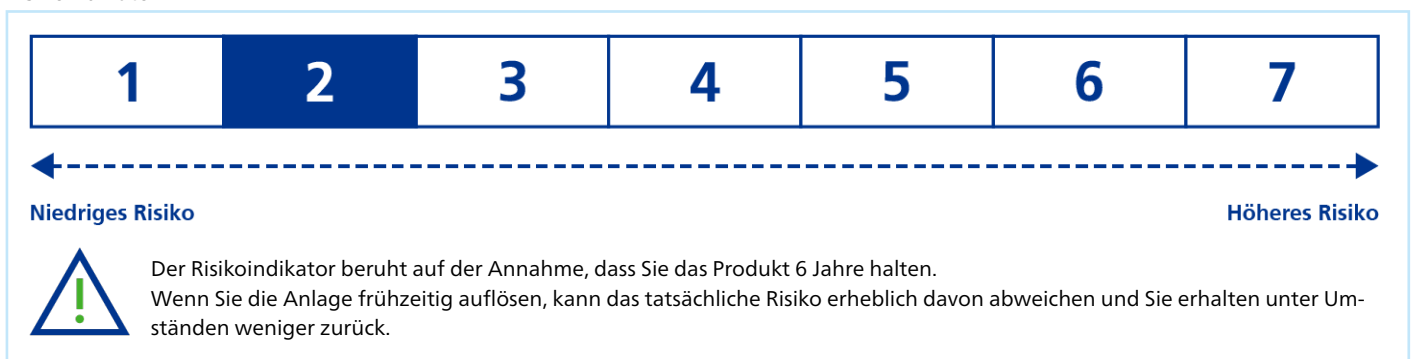 1 2 3 4 5 6 7
Niedriges Risiko Höheres Risiko
Der Risikoindikator beruht auf der Annahme, dass Sie das Produkt 6 Jahre halten.
Wenn Sie die Anlage frühzeitig auflösen, kann das tatsächliche Risiko erheblich davon abweichen und Sie erhalten unter Um-
ständen weniger zurück.